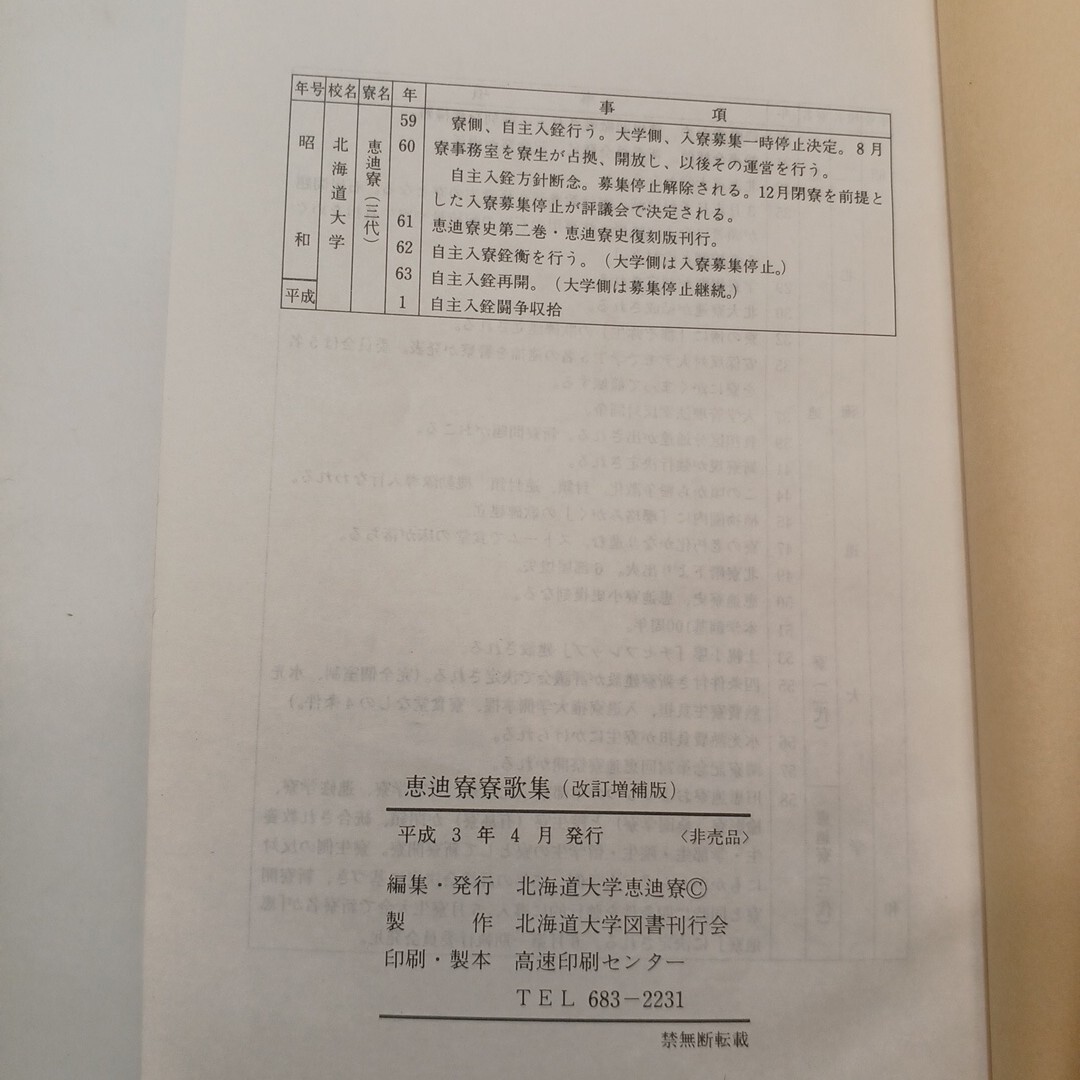 年号 校名 寮名 年 事項
昭和 北海道大学 恵迪寮(三代)
59 寮側、自主入銓行う。大学側、入寮募集一時停止決定。8月
寮事務室を寮生が占拠、開放し、以後その運営を行う。
60 自主入銓方針断念。募集停止解除される。12月閉寮を前提と
した入寮募集停止が評議会で決定される。
61 恵迪寮史第二巻・恵迪寮史復刻版刊行。
62 自主入寮銓衡を行う。(大学側は入寮募集停止。)
63 自主入銓再開。(大学側は募集停止継続。)
平成 1 自主入銓闘争収拾
恵迪寮寮歌集(改訂増補版)
平成3年4月発行 〈非売品〉
編集・発行 北海道大学恵迪寮©
製作 北海道大学図書刊行会
印刷・製本 高速印刷センター
TEL 683-2231
禁無断転載